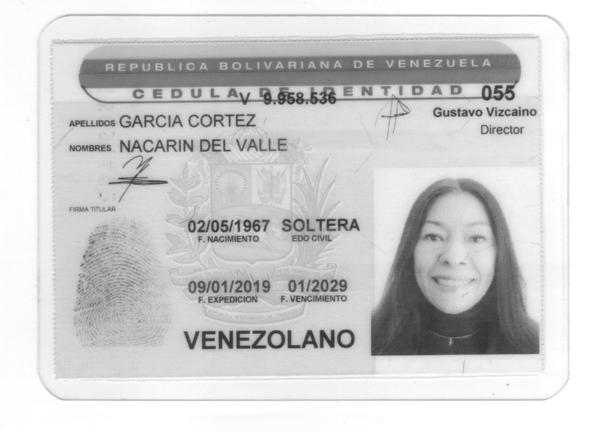 REPUBLICA BOLIVARIANA DE VENEZUELA
CEDULA DE IDENTIDAD
V 9.958.536
055
APELLIDOS GARCIA CORTEZ
Gustavo Vizcaino
Director
NOMBRES NACARIN DEL VALLE
FIRMA TITULAR
02/05/1967 SOLTERA
F. NACIMIENTO EDO CIVIL
09/01/2019 01/2029
F. EXPEDICION F. VENCIMIENTO
VENEZOLANO